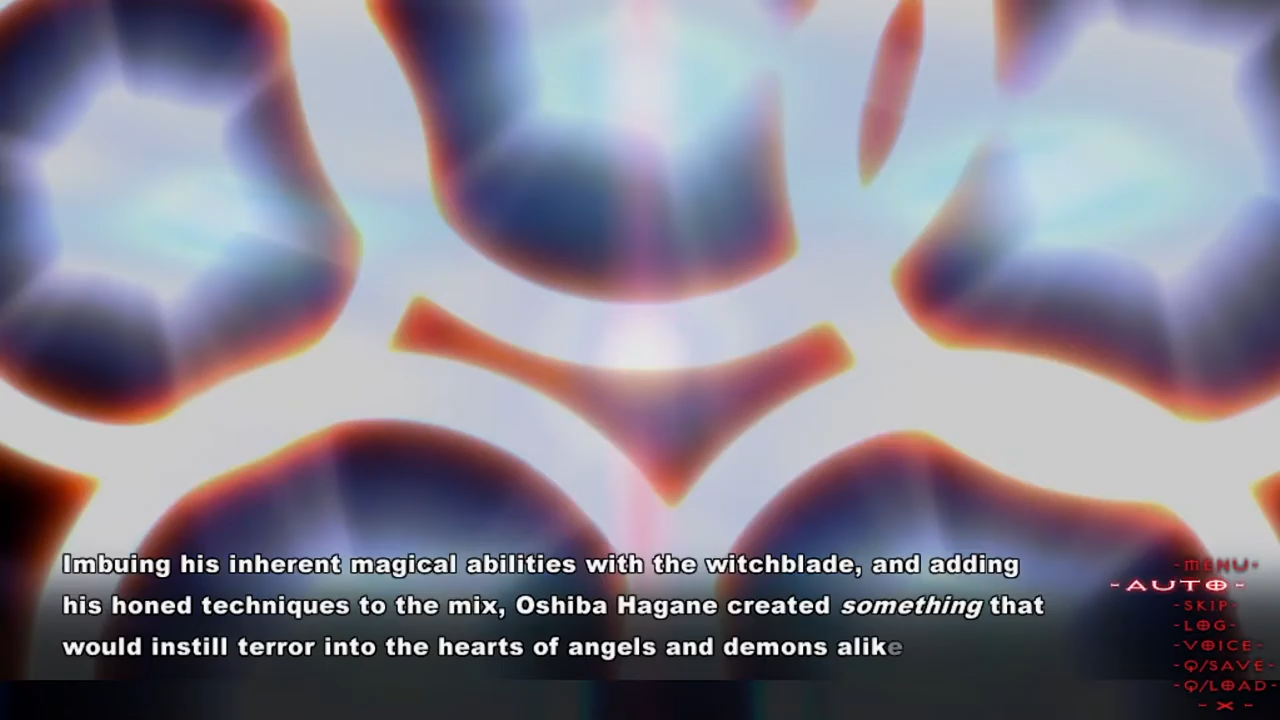 Imbuing his inherent magical abilities with the witchblade, and adding
his honed techniques to the mix, Oshiba Hagane created something that
would instill terror into the hearts of angels and demons alike
-MENU-
-AUTO-
-SKIP-
-LOG-
-VOICE-
-Q/SAVE-
-Q/LOAD-
-X-